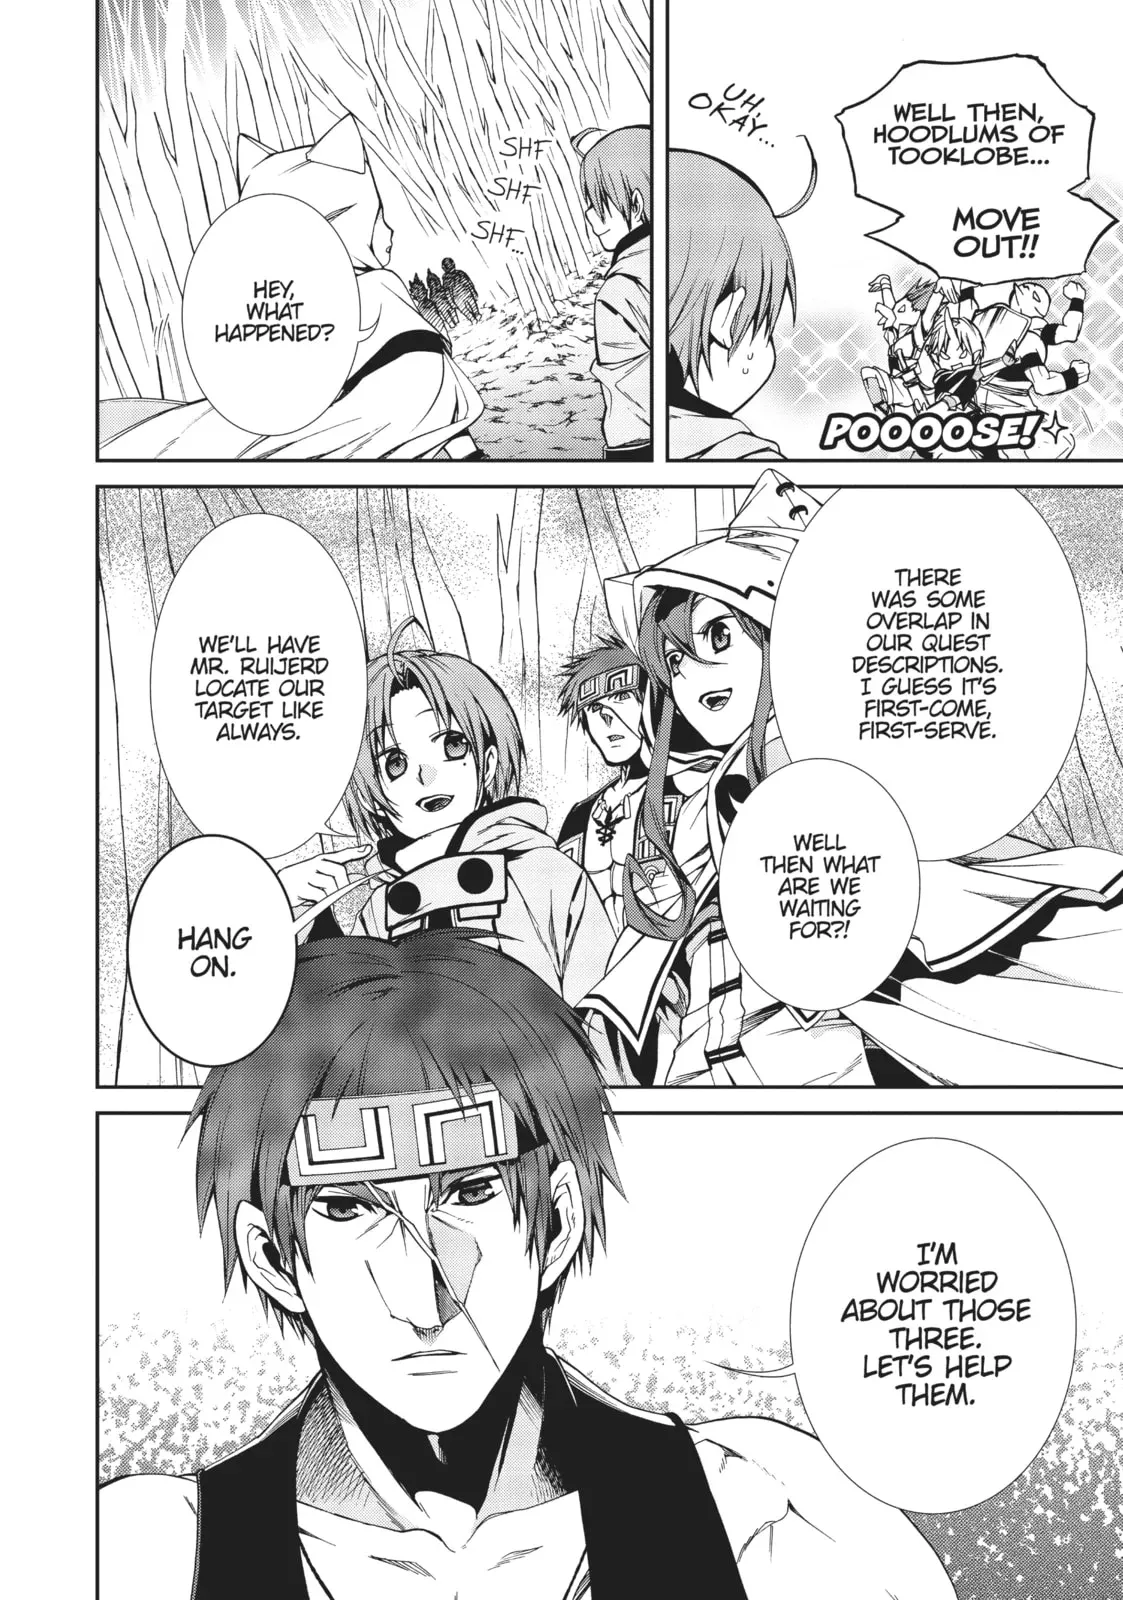 WELL THEN,
HOODLUMS OF
TOOKLOBE...
MOVE
OUT!!
POOOOSE!
UH,
OKAY...
SHF
SHF
SHF...
HEY,
WHAT
HAPPENED?
THERE
WAS SOME
OVERLAP IN
OUR QUEST
DESCRIPTIONS.
I GUESS IT'S
FIRST-COME,
FIRST-SERVE.
WELL
THEN WHAT
ARE WE
WAITING
FOR?!
WE'LL HAVE
MR. RUIJERD
LOCATE OUR
TARGET LIKE
ALWAYS.
HANG
ON.
I'M
WORRIED
ABOUT THOSE
THREE.
LET'S HELP
THEM.